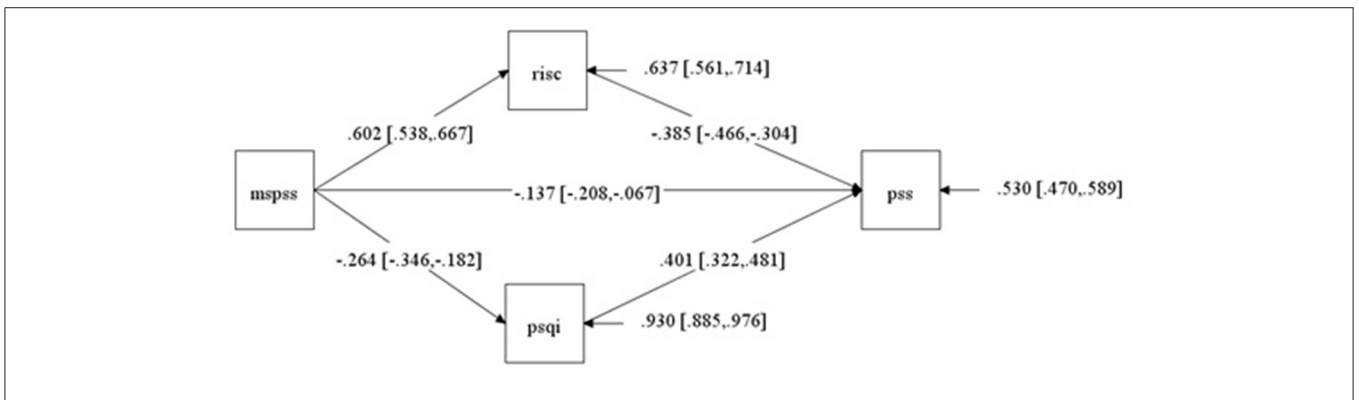 risc
.637 [.561,.714]
.602 [.538,.667]
-.385 [-.466,-.304]
mspss
-.137 [-.208,-.067]
pss
.530 [.470,.589]
-.264 [-.346,-.182]
.401 [.322,.481]
psqi
.930 [.885,.976]